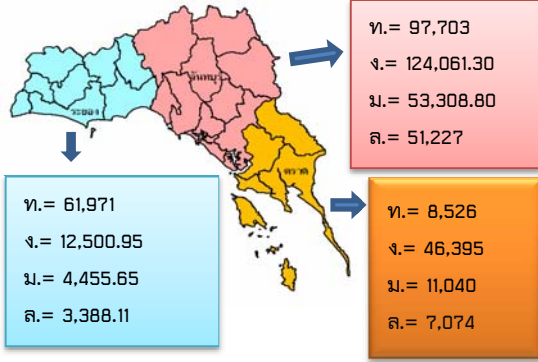 ท.= 97,703
ง.= 124,061.30
ม.= 53,308.80
ล.= 51,227
จันทบุรี
ระยอง
ตราด
ท.= 61,971
ง.= 12,500.95
ม.= 4,455.65
ล.= 3,388.11
ท.= 8,526
ง.= 46,395
ม.= 11,040
ล.= 7,074